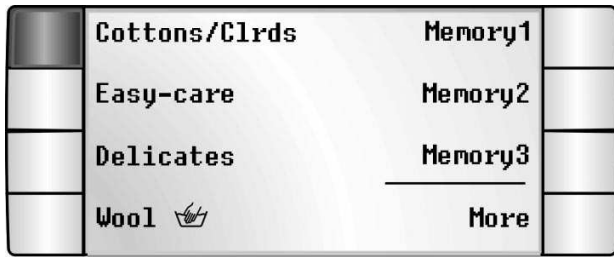 Cottons/Clrds Memory1
Easy-care Memory2
Delicates Memory3
Wool More